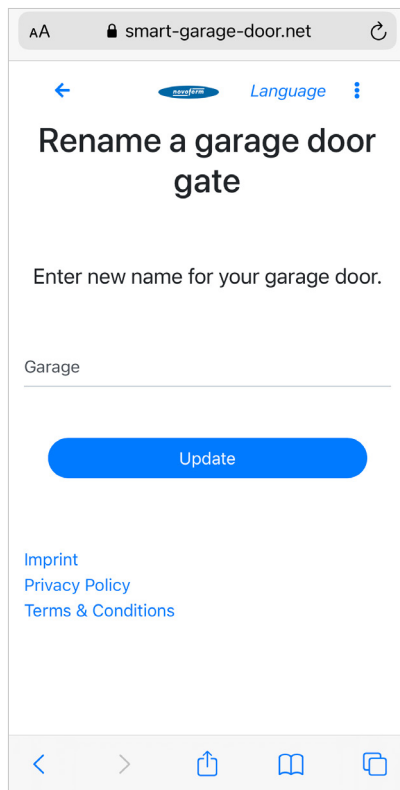 AA smart-garage-door.net
novoferm Language
Rename a garage door
gate
Enter new name for your garage door.
Garage
Update
Imprint
Privacy Policy
Terms & Conditions